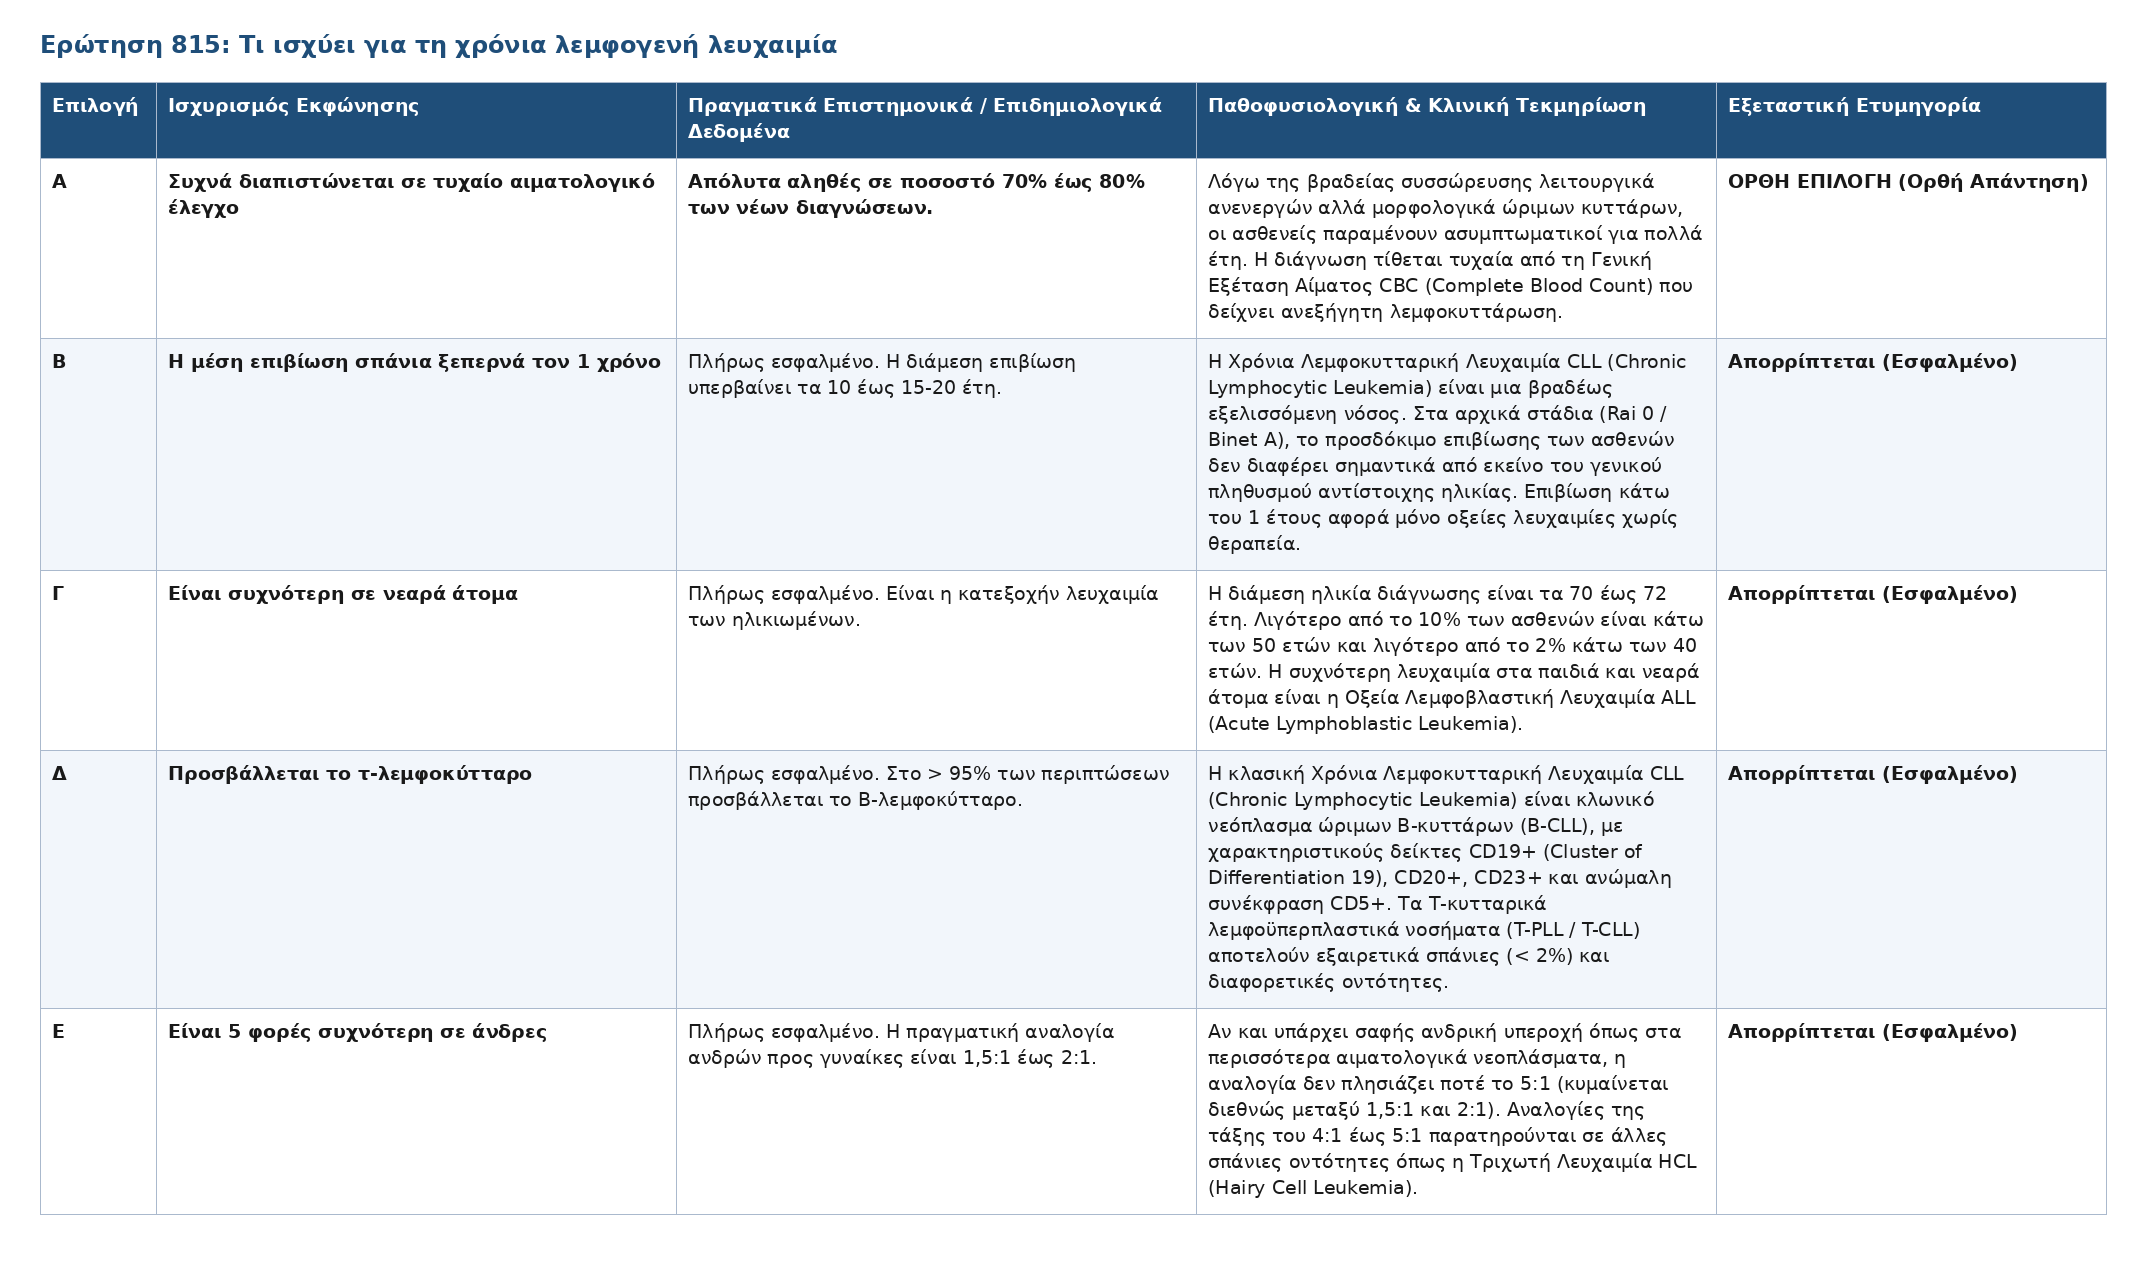 Ερώτηση 815: Τι ισχύει για τη χρόνια λεμφογενή λευχαιμία
Επιλογή
Ισχυρισμός Εκφώνησης
Πραγματικά Επιστημονικά / Επιδημιολογικά
Δεδομένα
Παθοφυσιολογική & Κλινική Τεκμηρίωση
Εξεταστική Ετυμηγορία
Α
Συχνά διαπιστώνεται σε τυχαίο αιματολογικό
έλεγχο
Απόλυτα αληθές σε ποσοστό 70% έως 80%
των νέων διαγνώσεων.
Λόγω της βραδείας συσσώρευσης λειτουργικά
ανενεργών αλλά μορφολογικά ώριμων κυττάρων,
οι ασθενείς παραμένουν ασυμπτωματικοί για πολλά
έτη. Η διάγνωση τίθεται τυχαία από τη Γενική
Εξέταση Αίματος CBC (Complete Blood Count) που
δείχνει ανεξήγητη λεμφοκυττάρωση.
ΟΡΘΗ ΕΠΙΛΟΓΗ (Ορθή Απάντηση)
Β
Η μέση επιβίωση σπάνια ξεπερνά τον 1 χρόνο
Πλήρως εσφαλμένο. Η διάμεση επιβίωση
υπερβαίνει τα 10 έως 15-20 έτη.
Η Χρόνια Λεμφοκυτταρική Λευχαιμία CLL (Chronic
Lymphocytic Leukemia) είναι μια βραδέως
εξελισσόμενη νόσος. Στα αρχικά στάδια (Rai 0 /
Binet A), το προσδόκιμο επιβίωσης των ασθενών
δεν διαφέρει σημαντικά από εκείνο του γενικού
πληθυσμού αντίστοιχης ηλικίας. Επιβίωση κάτω
του 1 έτους αφορά μόνο οξείες λευχαιμίες χωρίς
θεραπεία.
Απορρίπτεται (Εσφαλμένο)
Γ
Είναι συχνότερη σε νεαρά άτομα
Πλήρως εσφαλμένο. Είναι η κατεξοχήν λευχαιμία
των ηλικιωμένων.
Η διάμεση ηλικία διάγνωσης είναι τα 70 έως 72
έτη. Λιγότερο από το 10% των ασθενών είναι κάτω
των 50 ετών και λιγότερο από το 2% κάτω των 40
ετών. Η συχνότερη λευχαιμία στα παιδιά και νεαρά
άτομα είναι η Οξεία Λεμφοβλαστική Λευχαιμία ALL
(Acute Lymphoblastic Leukemia).
Απορρίπτεται (Εσφαλμένο)
Δ
Προσβάλλεται το τ-λεμφοκύτταρο
Πλήρως εσφαλμένο. Στο > 95% των περιπτώσεων
προσβάλλεται το Β-λεμφοκύτταρο.
Η κλασική Χρόνια Λεμφοκυτταρική Λευχαιμία CLL
(Chronic Lymphocytic Leukemia) είναι κλωνικό
νεόπλασμα ώριμων Β-κυττάρων (B-CLL), με
χαρακτηριστικούς δείκτες CD19+ (Cluster of
Differentiation 19), CD20+, CD23+ και ανώμαλη
συνέκφραση CD5+. Τα Τ-κυτταρικά
λεμφοϋπερπλαστικά νοσήματα (T-PLL / T-CLL)
αποτελούν εξαιρετικά σπάνιες (< 2%) και
διαφορετικές οντότητες.
Απορρίπτεται (Εσφαλμένο)
Ε
Είναι 5 φορές συχνότερη σε άνδρες
Πλήρως εσφαλμένο. Η πραγματική αναλογία
ανδρών προς γυναίκες είναι 1,5:1 έως 2:1.
Αν και υπάρχει σαφής ανδρική υπεροχή όπως στα
περισσότερα αιματολογικά νεοπλάσματα, η
αναλογία δεν πλησιάζει ποτέ το 5:1 (κυμαίνεται
διεθνώς μεταξύ 1,5:1 και 2:1). Αναλογίες της
τάξης του 4:1 έως 5:1 παρατηρούνται σε άλλες
σπάνιες οντότητες όπως η Τριχωτή Λευχαιμία HCL
(Hairy Cell Leukemia).
Απορρίπτεται (Εσφαλμένο)